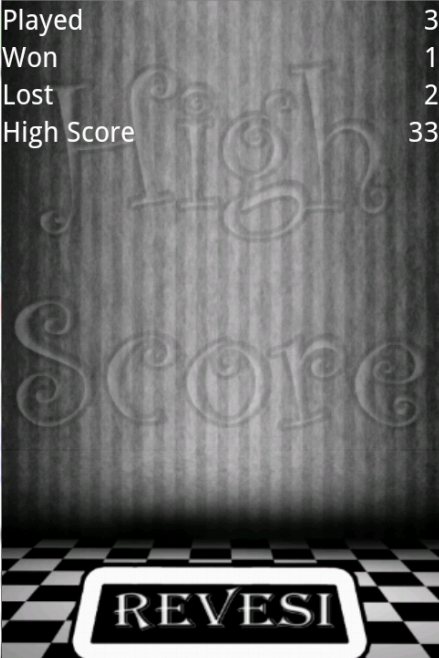 Played 3
Won 1
Lost 2
High Score 33
High
Score
REVESI